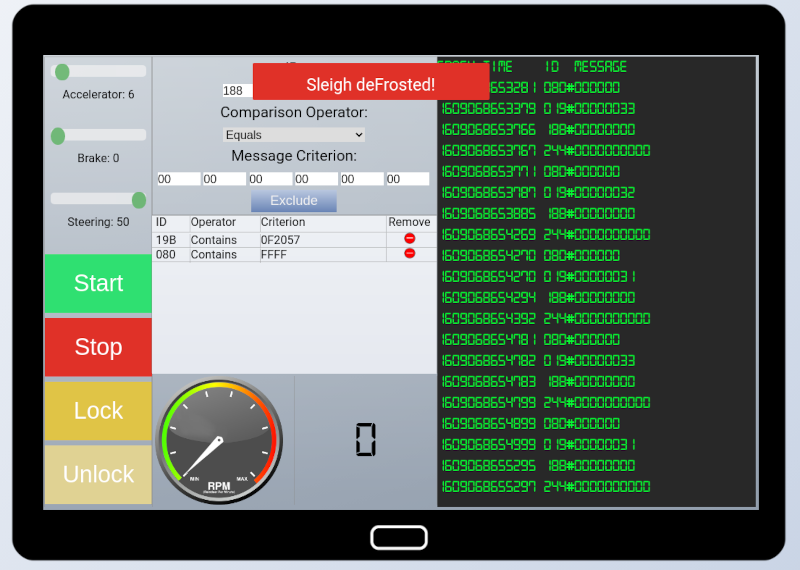 Accelerator: 6
Brake: 0
Steering: 50
Start
Stop
Lock
Unlock
Sleigh deFrosted!
188
Comparison Operator:
Equals
Message Criterion:
00 00 00 00 00 00
Exclude
ID Operator Criterion Remove
19B Contains 0F2057
080 Contains FFFF
MIN MAX
RPM
0
TIME ID MESSAGE
653281 080#000000
1609068653379 019#00000033
1609068653766 188#00000000
1609068653767 244#0000000000
1609068653771 080#000000
1609068653787 019#00000032
1609068653885 188#00000000
1609068654269 244#0000000000
1609068654270 080#000000
1609068654270 019#00000031
1609068654294 188#00000000
1609068654392 244#0000000000
1609068654781 080#000000
1609068654782 019#00000033
1609068654783 188#00000000
1609068654799 244#0000000000
1609068654899 080#000000
1609068654999 019#00000031
1609068655295 188#00000000
1609068655297 244#0000000000